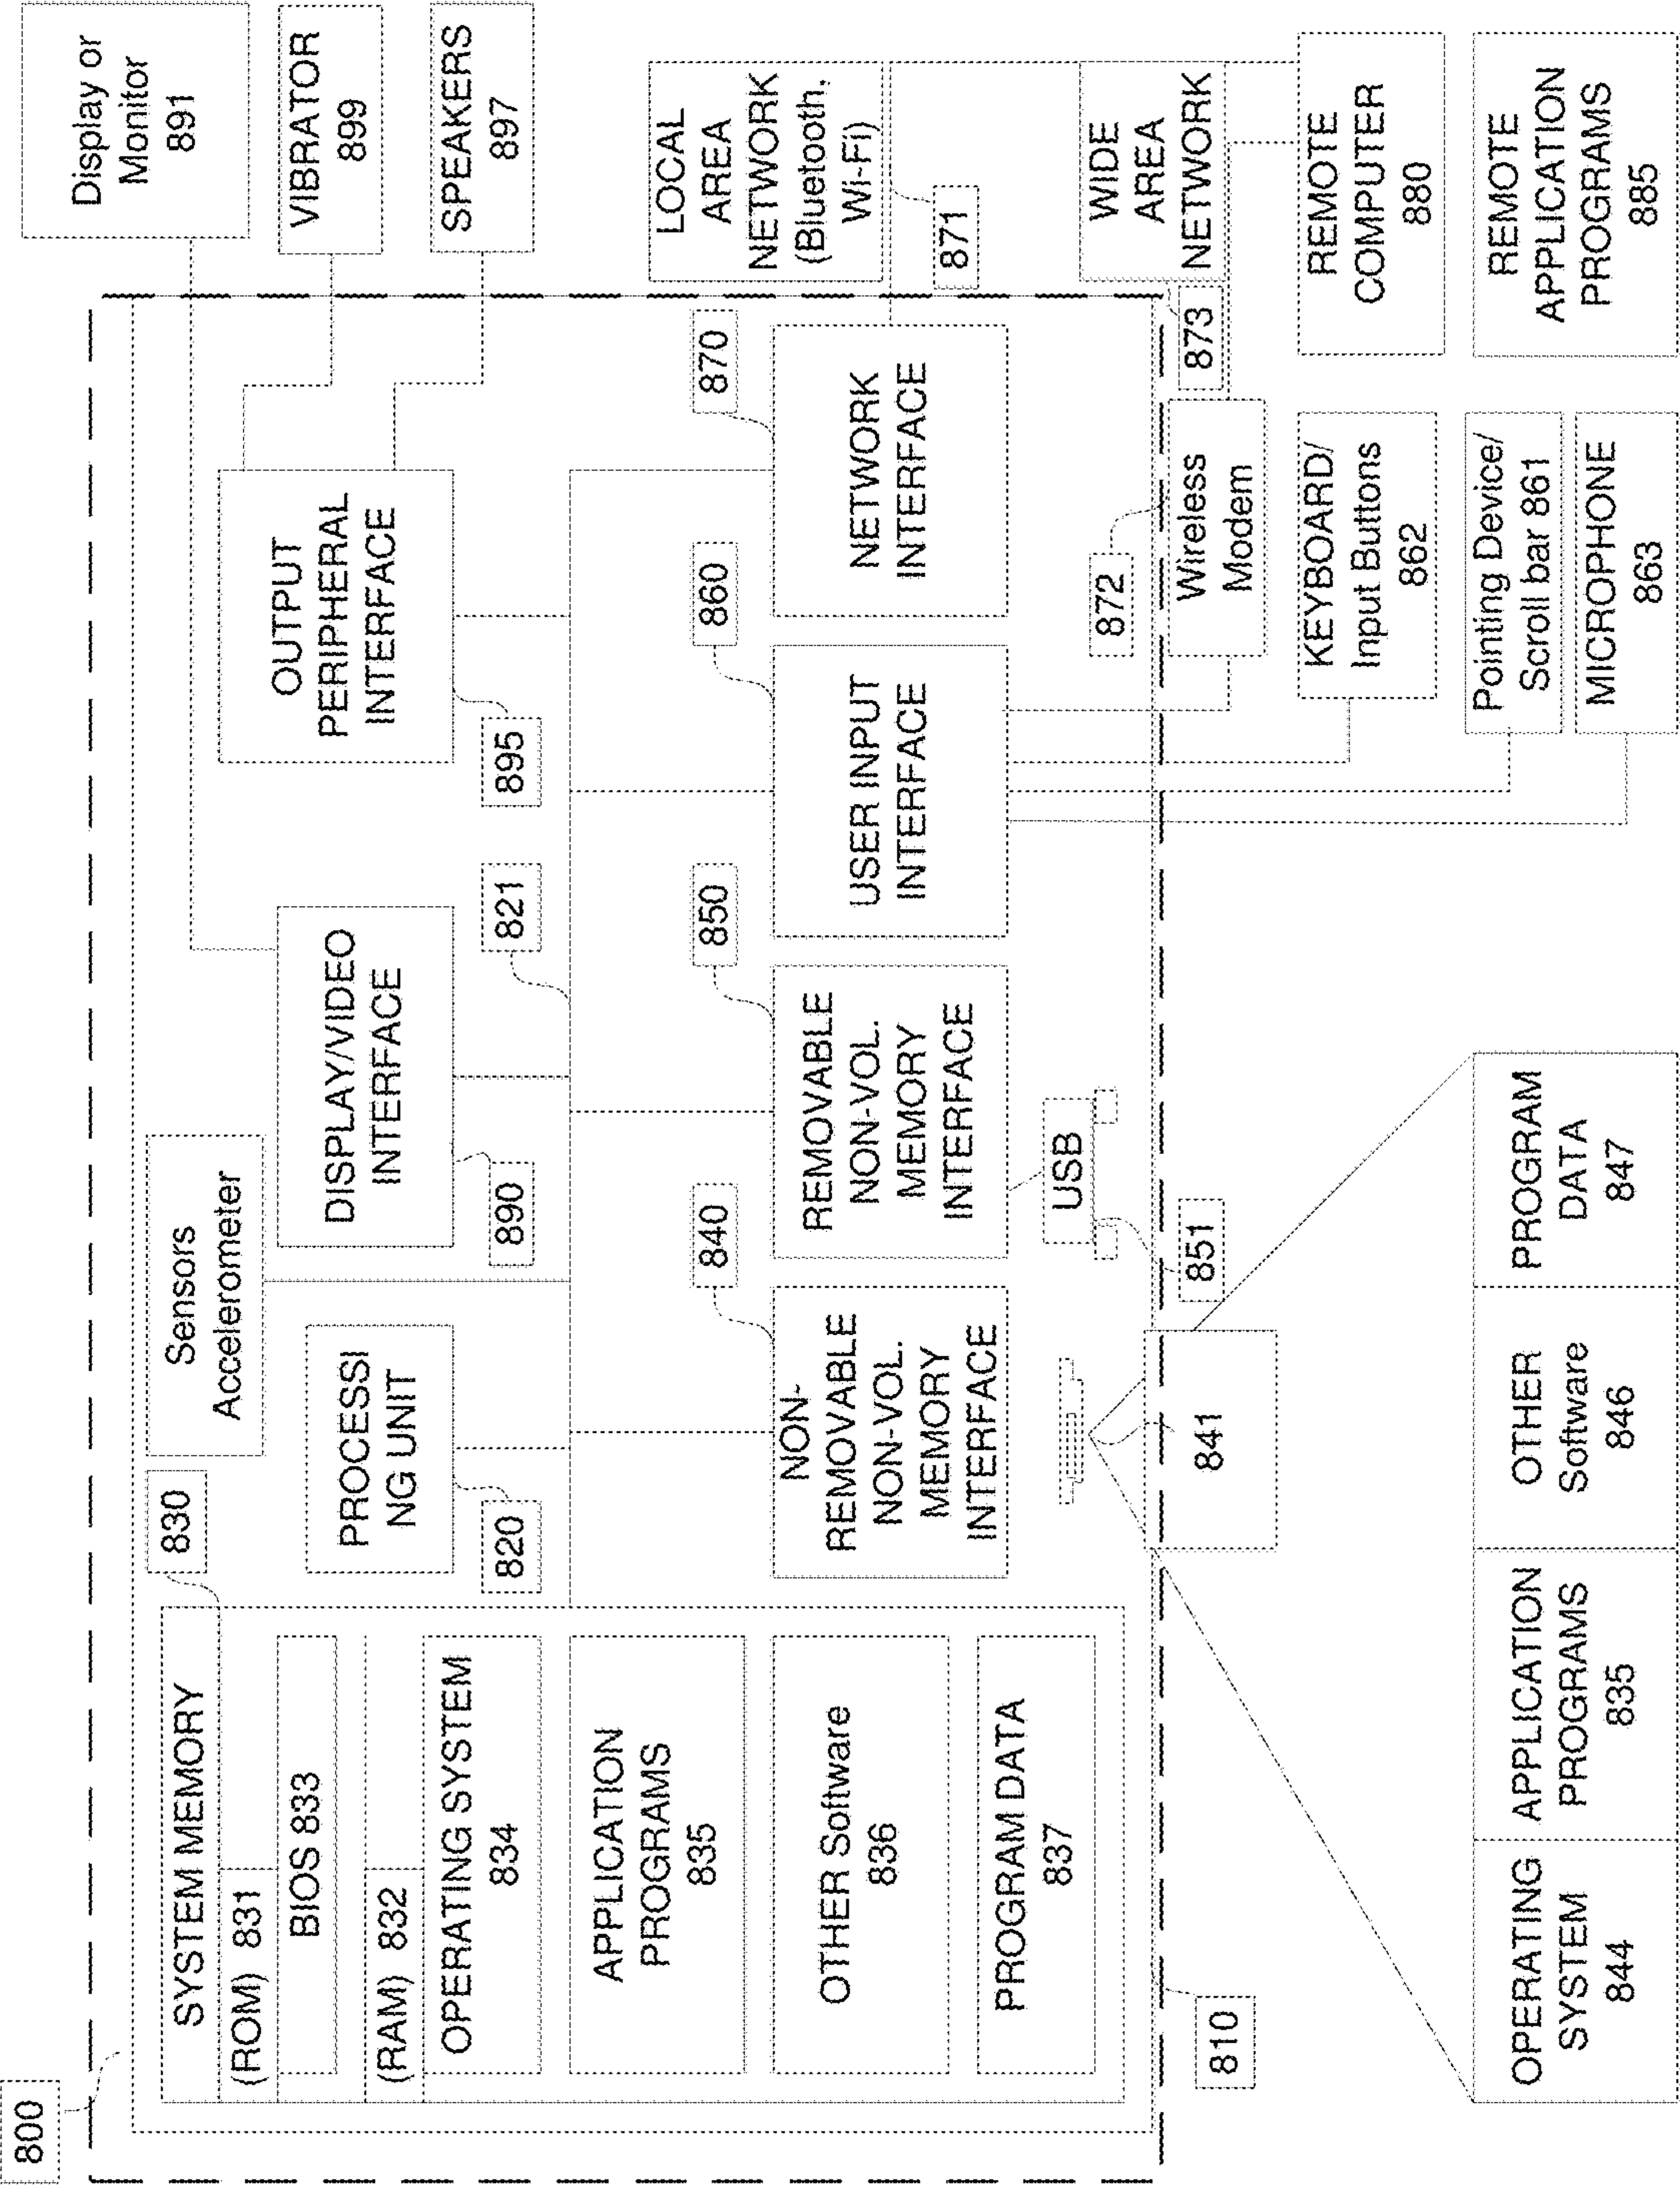 800
SYSTEM MEMORY
(ROM) 831
BIOS 833
(RAM) 832
OPERATING SYSTEM
834
APPLICATION
PROGRAMS
835
OTHER Software
836
PROGRAM DATA
837
830
Sensors
Accelerometer
PROCESSI
NG UNIT
820
DISPLAY/VIDEO
INTERFACE
890
821
OUTPUT
PERIPHERAL
INTERFACE
895
Display or
Monitor
891
VIBRATOR
899
SPEAKERS
897
840
NON-
REMOVABLE
NON-VOL.
MEMORY
INTERFACE
850
REMOVABLE
NON-VOL.
MEMORY
INTERFACE
860
USER INPUT
INTERFACE
870
NETWORK
INTERFACE
LOCAL
AREA
NETWORK
(Bluetooth,
Wi-Fi)
871
USB
851
841
872
873
WIDE
AREA
NETWORK
810
Wireless
Modem
KEYBOARD/
Input Buttons
862
Pointing Device/
Scroll bar 861
MICROPHONE
863
REMOTE
COMPUTER
880
REMOTE
APPLICATION
PROGRAMS
885
OPERATING
SYSTEM
844
APPLICATION
PROGRAMS
835
OTHER
Software
846
PROGRAM
DATA
847